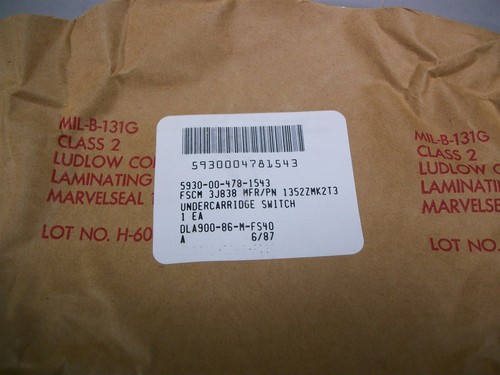 MIL-B-131G
CLASS 2
LUDLOW CO
LAMINATING
MARVELSEAL 1
LOT NO. H-60
5930004781543
5930-00-478-1543
FSCM 3J838 MFR/PN 1352ZMK2T3
UNDERCARRIDGE SWITCH
1 EA
DLA900-86-M-FS40
A 6/87
MIL-B-131G
CLASS 2
LUDLOW CO
LAMINATIN
MARVELSE
LOT NO. H